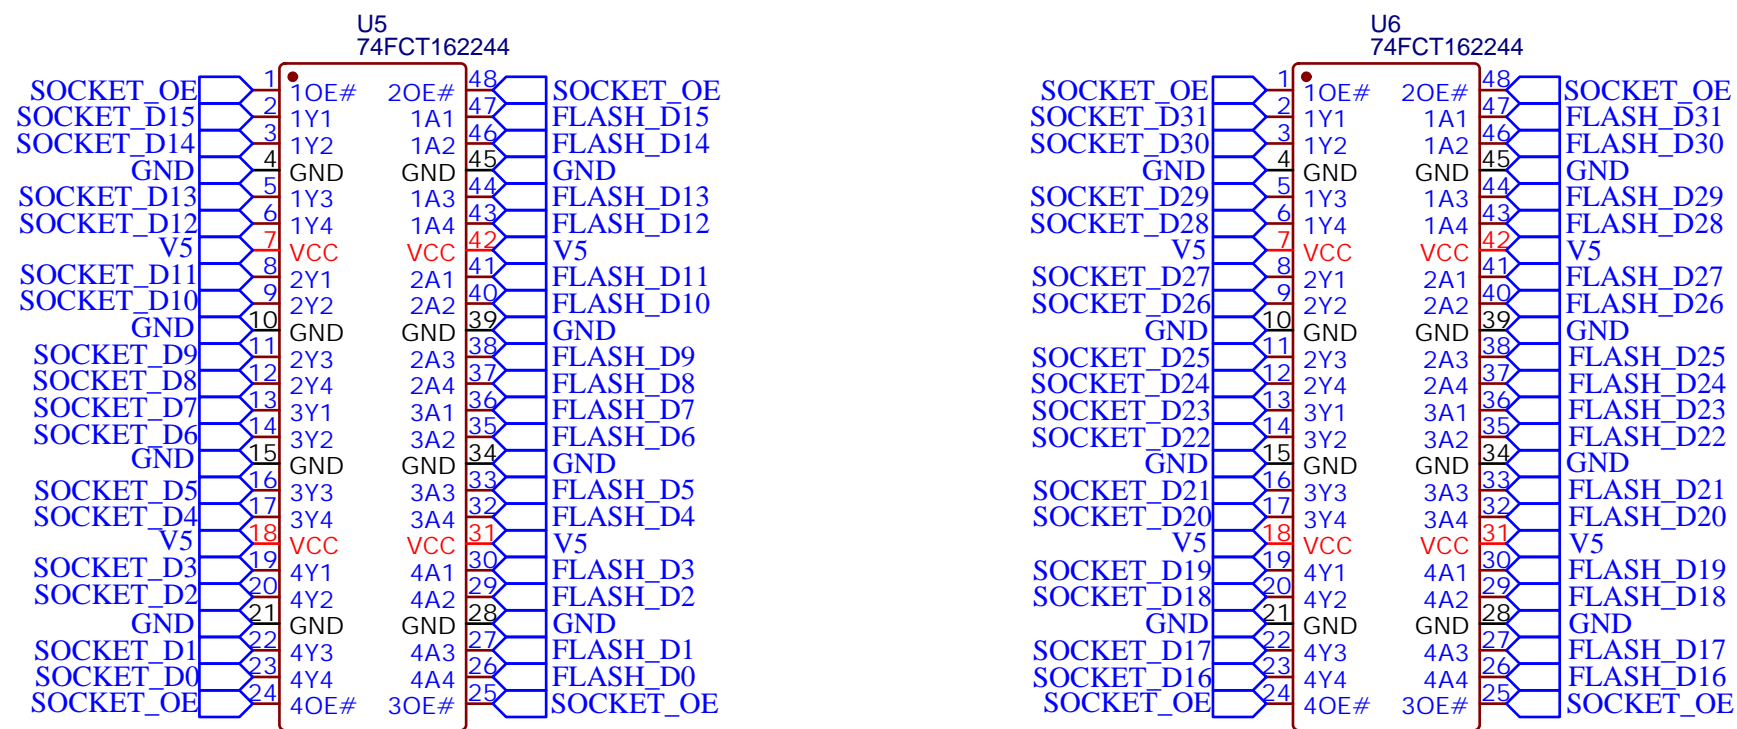 U5
74FCT162244
SOCKET_OE 1 1OE# 2OE# 48 SOCKET_OE
SOCKET_D15 2 1Y1 1A1 47 FLASH_D15
SOCKET_D14 3 1Y2 1A2 46 FLASH_D14
GND 4 GND GND 45 GND
SOCKET_D13 5 1Y3 1A3 44 FLASH_D13
SOCKET_D12 6 1Y4 1A4 43 FLASH_D12
V5 7 VCC VCC 42 V5
SOCKET_D11 8 2Y1 2A1 41 FLASH_D11
SOCKET_D10 9 2Y2 2A2 40 FLASH_D10
GND 10 GND GND 39 GND
SOCKET_D9 11 2Y3 2A3 38 FLASH_D9
SOCKET_D8 12 2Y4 2A4 37 FLASH_D8
SOCKET_D7 13 3Y1 3A1 36 FLASH_D7
SOCKET_D6 14 3Y2 3A2 35 FLASH_D6
GND 15 GND GND 34 GND
SOCKET_D5 16 3Y3 3A3 33 FLASH_D5
SOCKET_D4 17 3Y4 3A4 32 FLASH_D4
V5 18 VCC VCC 31 V5
SOCKET_D3 19 4Y1 4A1 30 FLASH_D3
SOCKET_D2 20 4Y2 4A2 29 FLASH_D2
GND 21 GND GND 28 GND
SOCKET_D1 22 4Y3 4A3 27 FLASH_D1
SOCKET_D0 23 4Y4 4A4 26 FLASH_D0
SOCKET_OE 24 4OE# 3OE# 25 SOCKET_OE
U6
74FCT162244
SOCKET_OE 1 1OE# 2OE# 48 SOCKET_OE
SOCKET_D31 2 1Y1 1A1 47 FLASH_D31
SOCKET_D30 3 1Y2 1A2 46 FLASH_D30
GND 4 GND GND 45 GND
SOCKET_D29 5 1Y3 1A3 44 FLASH_D29
SOCKET_D28 6 1Y4 1A4 43 FLASH_D28
V5 7 VCC VCC 42 V5
SOCKET_D27 8 2Y1 2A1 41 FLASH_D27
SOCKET_D26 9 2Y2 2A2 40 FLASH_D26
GND 10 GND GND 39 GND
SOCKET_D25 11 2Y3 2A3 38 FLASH_D25
SOCKET_D24 12 2Y4 2A4 37 FLASH_D24
SOCKET_D23 13 3Y1 3A1 36 FLASH_D23
SOCKET_D22 14 3Y2 3A2 35 FLASH_D22
GND 15 GND GND 34 GND
SOCKET_D21 16 3Y3 3A3 33 FLASH_D21
SOCKET_D20 17 3Y4 3A4 32 FLASH_D20
V5 18 VCC VCC 31 V5
SOCKET_D19 19 4Y1 4A1 30 FLASH_D19
SOCKET_D18 20 4Y2 4A2 29 FLASH_D18
GND 21 GND GND 28 GND
SOCKET_D17 22 4Y3 4A3 27 FLASH_D17
SOCKET_D16 23 4Y4 4A4 26 FLASH_D16
SOCKET_OE 24 4OE# 3OE# 25 SOCKET_OE